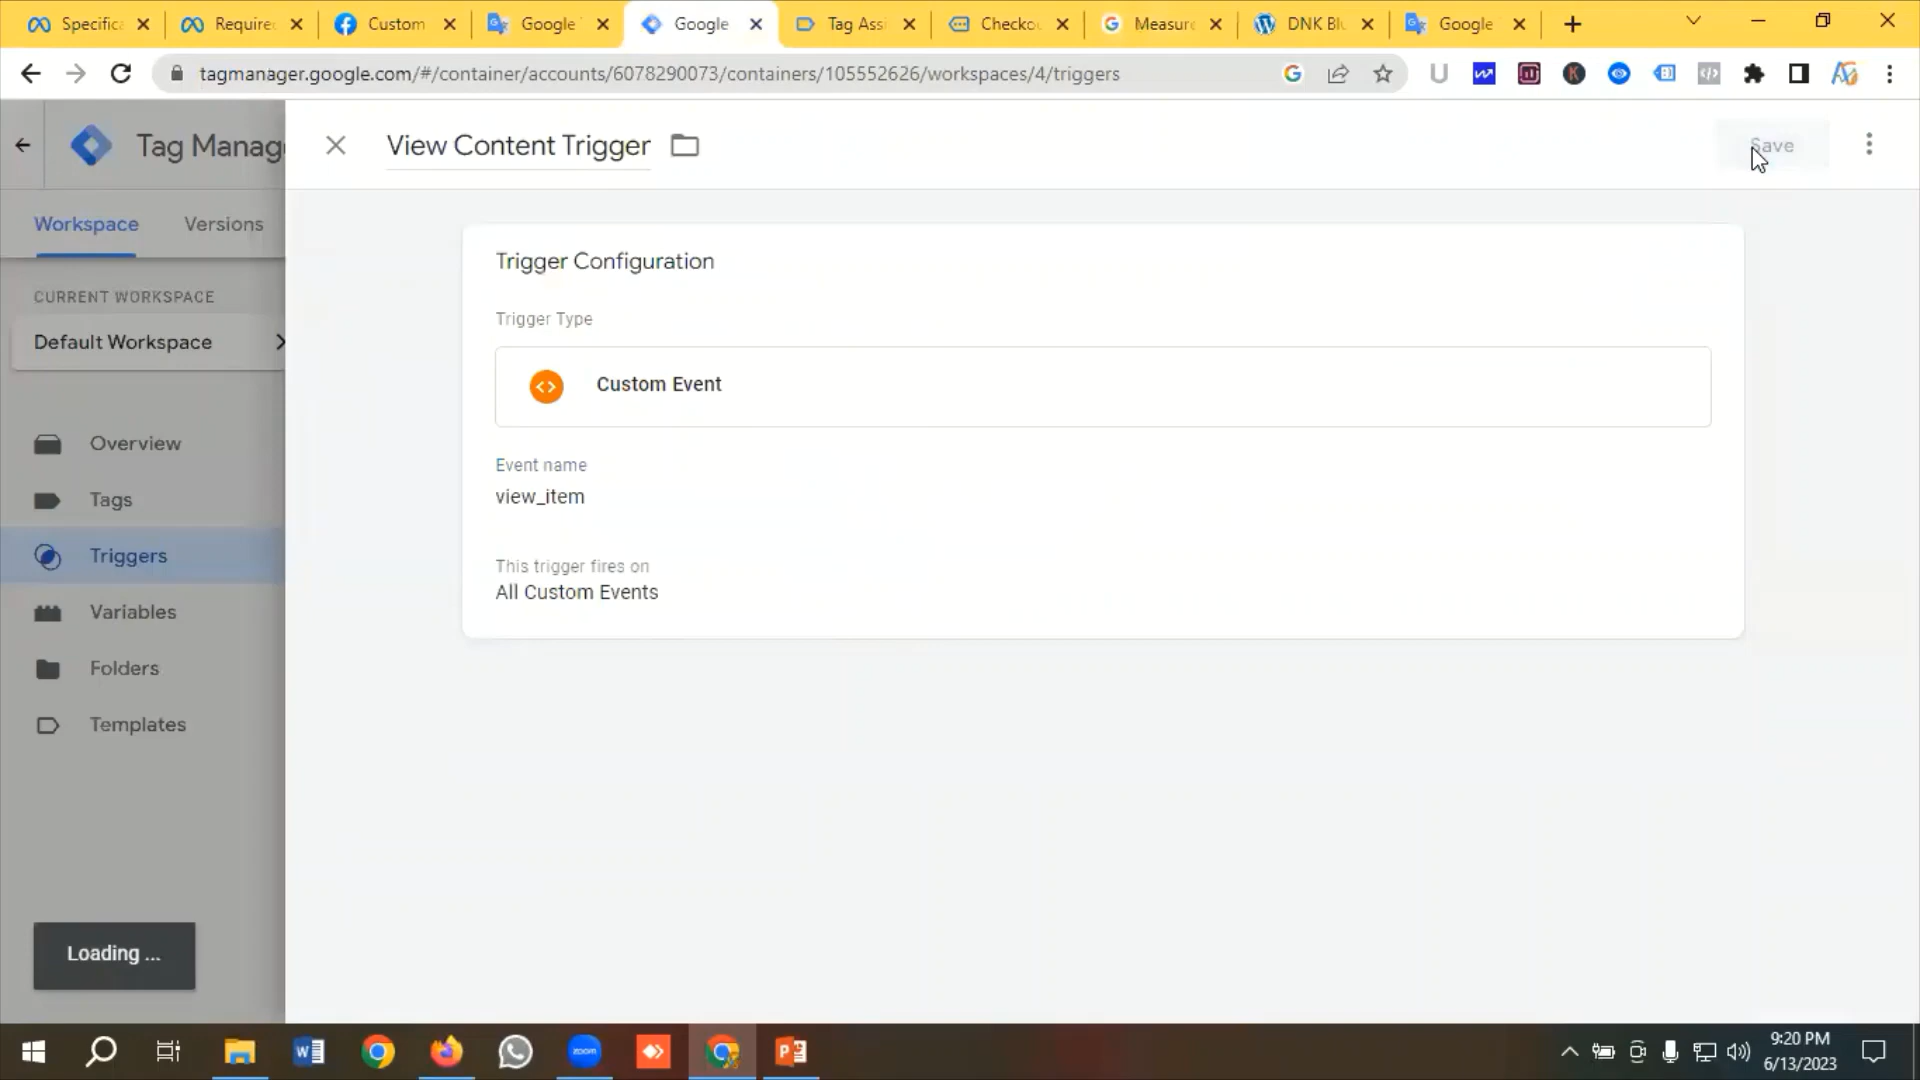 Specifica
Require
Custom
Google
Google
Tag Assi
Checko
Measure
DNK Bl
Google
tagmanager.google.com/#/container/accounts/6078290073/containers/105552626/workspaces/4/triggers
Tag Manag
View Content Trigger
Save
Workspace
Versions
Trigger Configuration
CURRENT WORKSPACE
Trigger Type
Default Workspace
Custom Event
Overview
Event name
view_item
Tags
Triggers
This trigger fires on
All Custom Events
Variables
Folders
Templates
Loading ...
zoom
9:20 PM
6/13/2023